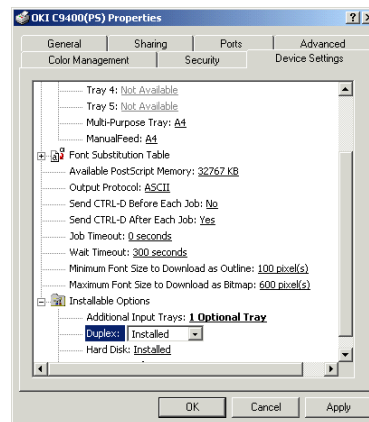 OKI C9400(PS) Properties
General Sharing Ports Advanced
Color Management Security Device Settings
Tray 4: Not Available
Tray 5: Not Available
Multi-Purpose Tray: A4
ManualFeed: A4
Font Substitution Table
Available PostScript Memory: 32767 KB
Output Protocol: ASCII
Send CTRL-D Before Each Job: No
Send CTRL-D After Each Job: Yes
Job Timeout: 0 seconds
Wait Timeout: 300 seconds
Minimum Font Size to Download as Outline: 100 pixel(s)
Maximum Font Size to Download as Bitmap: 600 pixel(s)
Installable Options
Additional Input Trays: 1 Optional Tray
Duplex: Installed
Hard Disk: Installed
OK Cancel Apply